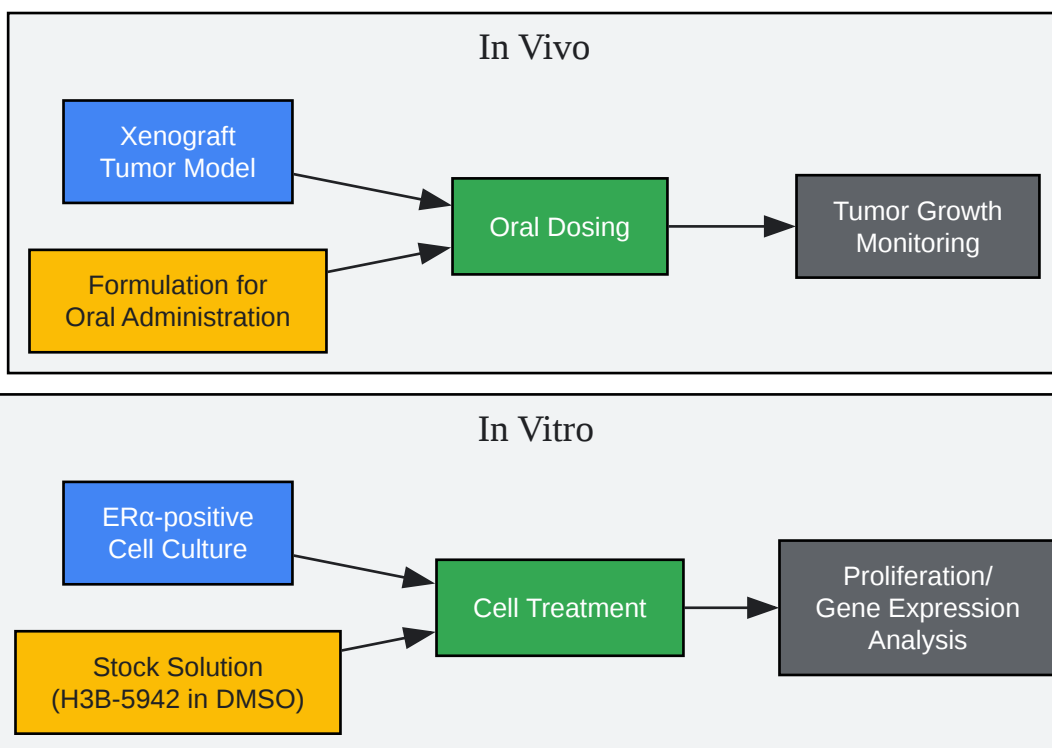 In Vivo
Xenograft
Tumor Model
Formulation for
Oral Administration
Oral Dosing
Tumor Growth
Monitoring
In Vitro
ERα-positive
Cell Culture
Stock Solution
(H3B-5942 in DMSO)
Cell Treatment
Proliferation/
Gene Expression
Analysis